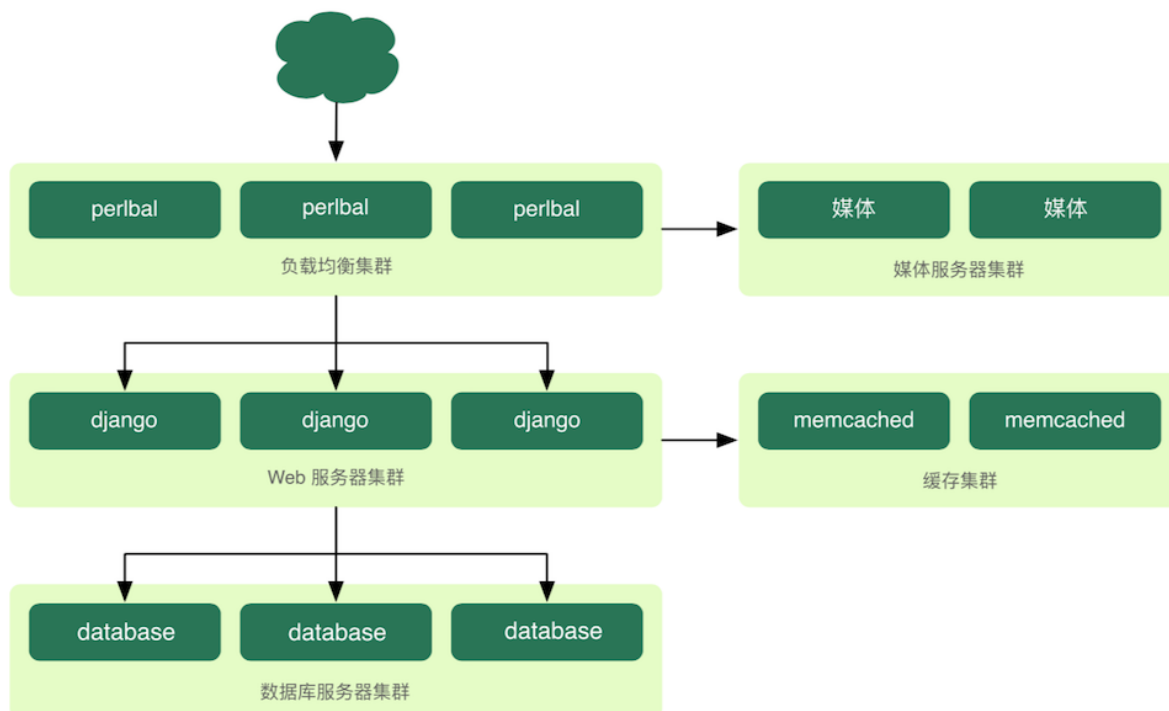 perlbal perlbal perlbal
负载均衡集群
媒体 媒体
媒体服务器集群
django django django
Web 服务器集群
memcached memcached
缓存集群
database database database
数据库服务器集群